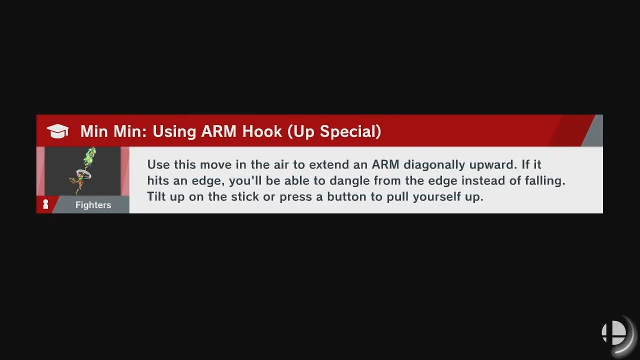 Min Min: Using ARM Hook (Up Special)
Use this move in the air to extend an ARM diagonally upward. If it
hits an edge, you'll be able to dangle from the edge instead of falling.
Tilt up on the stick or press a button to pull yourself up.
Fighters